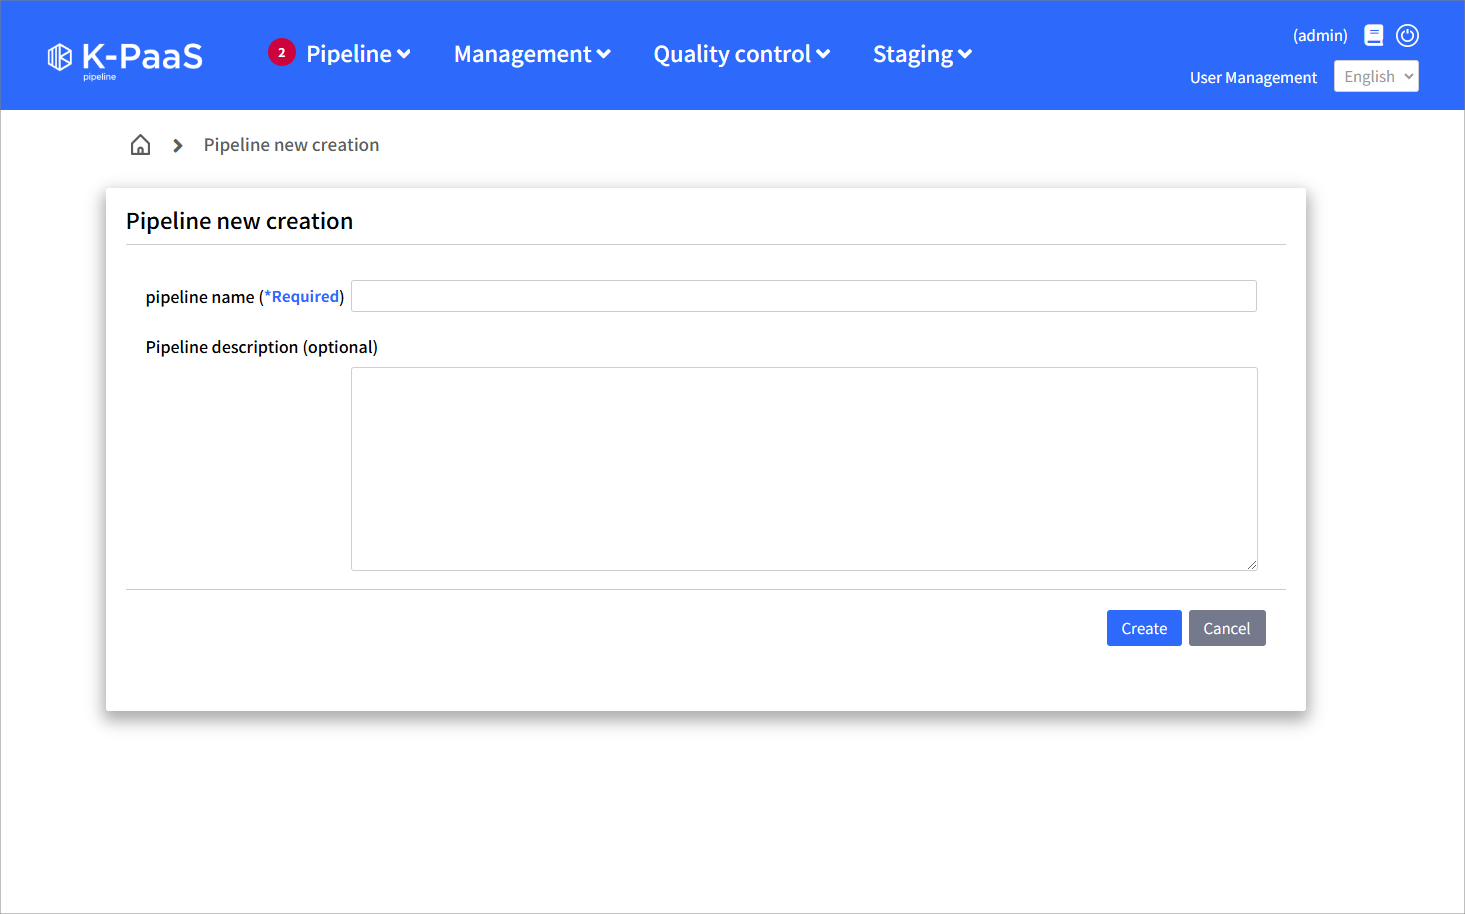 K-PaaS
pipeline
2 Pipeline Management Quality control Staging
(admin)
User Management English
Pipeline new creation
Pipeline new creation
pipeline name (*Required)
Pipeline description (optional)
Create Cancel